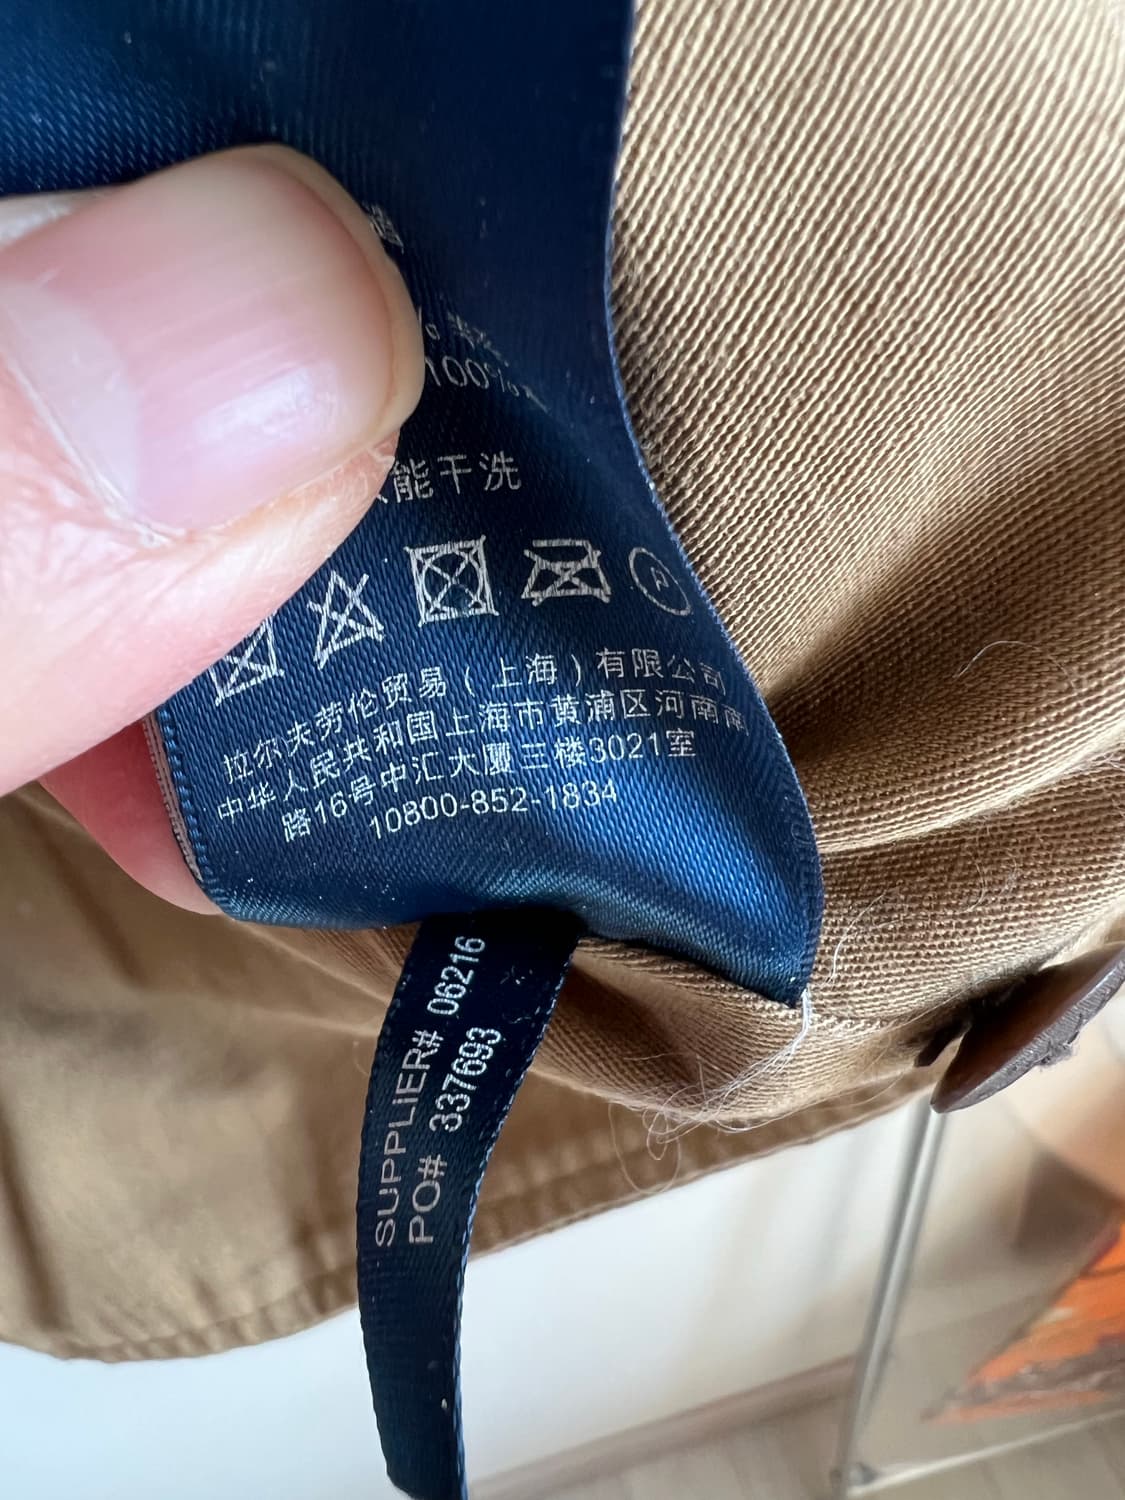 造
%
100%
能干洗
P
拉尔夫劳伦贸易（上海）有限公司
中华人民共和国上海市黄浦区河南南
路16号中汇大厦三楼3021室
10800-852-1834
SUPPLIER# 06216
PO# 337693